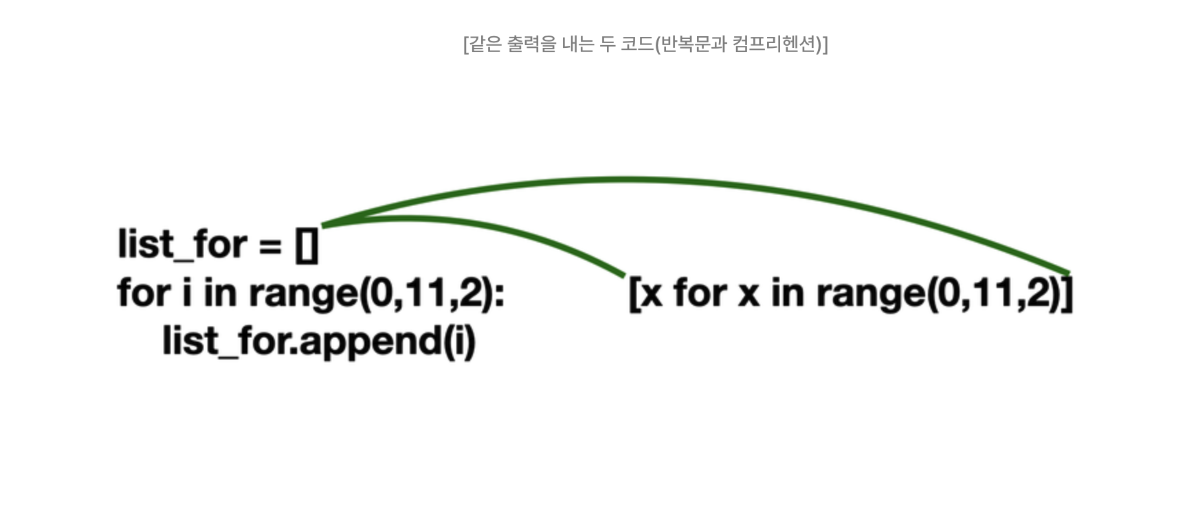 [같은 출력을 내는 두 코드(반복문과 컴프리헨션)]
list_for = []
for i in range(0,11,2):
list_for.append(i)
[x for x in range(0,11,2)]